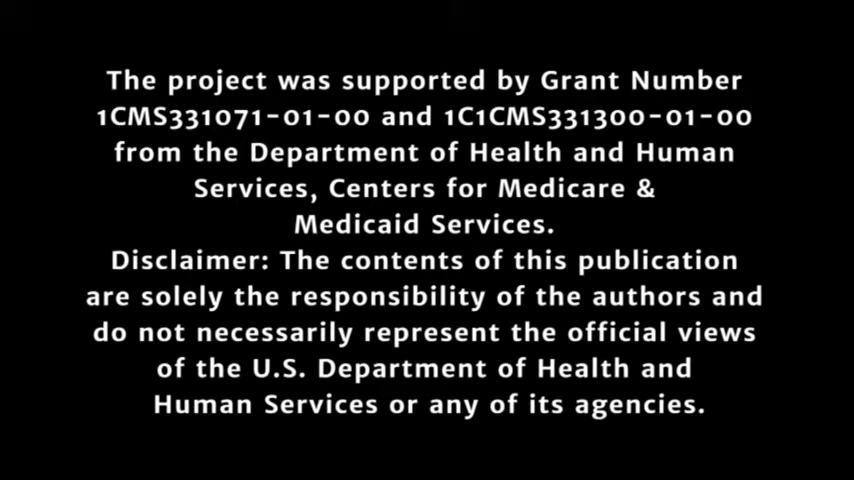 The project was supported by Grant Number
1CMS331071-01-00 and 1C1CMS331300-01-00
from the Department of Health and Human
Services, Centers for Medicare &
Medicaid Services.
Disclaimer: The contents of this publication
are solely the responsibility of the authors and
do not necessarily represent the official views
of the U.S. Department of Health and
Human Services or any of its agencies.